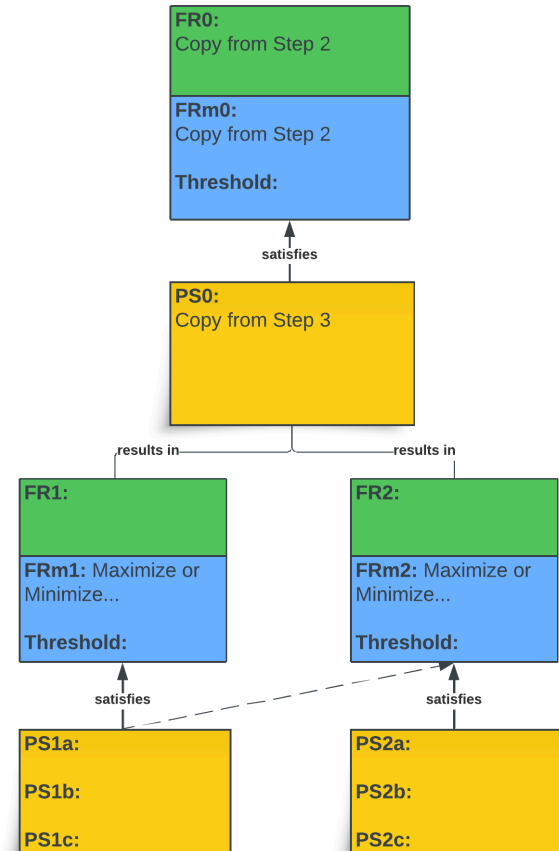 FR0:
Copy from Step 2
FRm0:
Copy from Step 2
Threshold:
satisfies
PS0:
Copy from Step 3
results in
results in
FR1:
FR2:
FRm1: Maximize or
Minimize...
Threshold:
FRm2: Maximize or
Minimize...
Threshold:
satisfies
satisfies
PS1a:
PS1b:
PS1c:
PS2a:
PS2b:
PS2c: